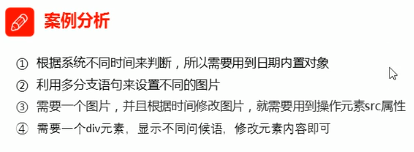 案例分析
① 根据系统不同时间来判断，所以需要用到日期内置对象
② 利用多分支语句来设置不同的图片
③ 需要一个图片，并且根据时间修改图片，就需要用到操作元素src属性
④ 需要一个div元素，显示不同问候语，修改元素内容即可